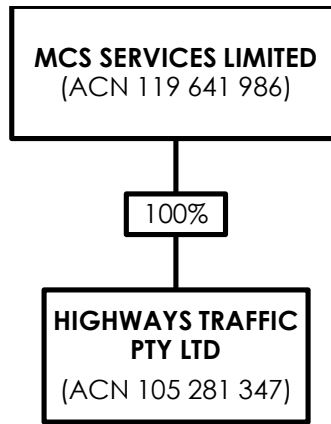 MCS SERVICES LIMITED
(ACN 119 641 986)
100%
HIGHWAYS TRAFFIC
PTY LTD
(ACN 105 281 347)